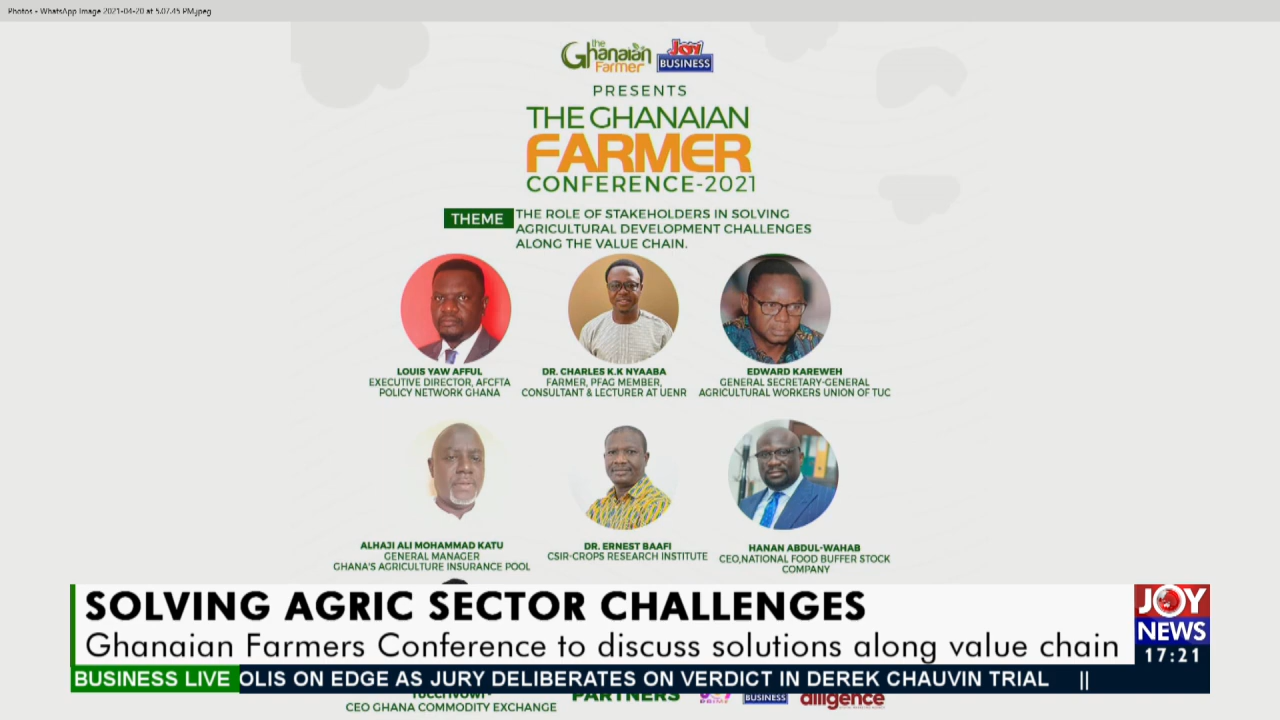 Photos - WhatsApp Image 2021-04-20 at 5.07.45 PM.jpeg
the
Ghanaian
Farmer
JOY
BUSINESS
PRESENTS
THE GHANAIAN
FARMER
CONFERENCE-2021
THEME
THE ROLE OF STAKEHOLDERS IN SOLVING
AGRICULTURAL DEVELOPMENT CHALLENGES
ALONG THE VALUE CHAIN.
LOUIS YAW AFFUL
EXECUTIVE DIRECTOR, AFCFTA
POLICY NETWORK GHANA
DR. CHARLES K.K NYAABA
FARMER, PFAG MEMBER,
CONSULTANT & LECTURER AT UENR
EDWARD KAREWEH
GENERAL SECRETARY-GENERAL
AGRICULTURAL WORKERS UNION OF TUC
ALHAJI ALI MOHAMMAD KATU
GENERAL MANAGER
GHANA'S AGRICULTURE INSURANCE POOL
DR. ERNEST BAAFI
CSIR-CROPS RESEARCH INSTITUTE
HANAN ABDUL-WAHAB
CEO,NATIONAL FOOD BUFFER STOCK
COMPANY
SOLVING AGRIC SECTOR CHALLENGES
Ghanaian Farmers Conference to discuss solutions along value chain
JOY
NEWS
17:21
BUSINESS LIVE
OLIS ON EDGE AS JURY DELIBERATES ON VERDICT IN DEREK CHAUVIN TRIAL ||
CEO GHANA COMMODITY EXCHANGE
PARTNERS
PRIME
BUSINESS